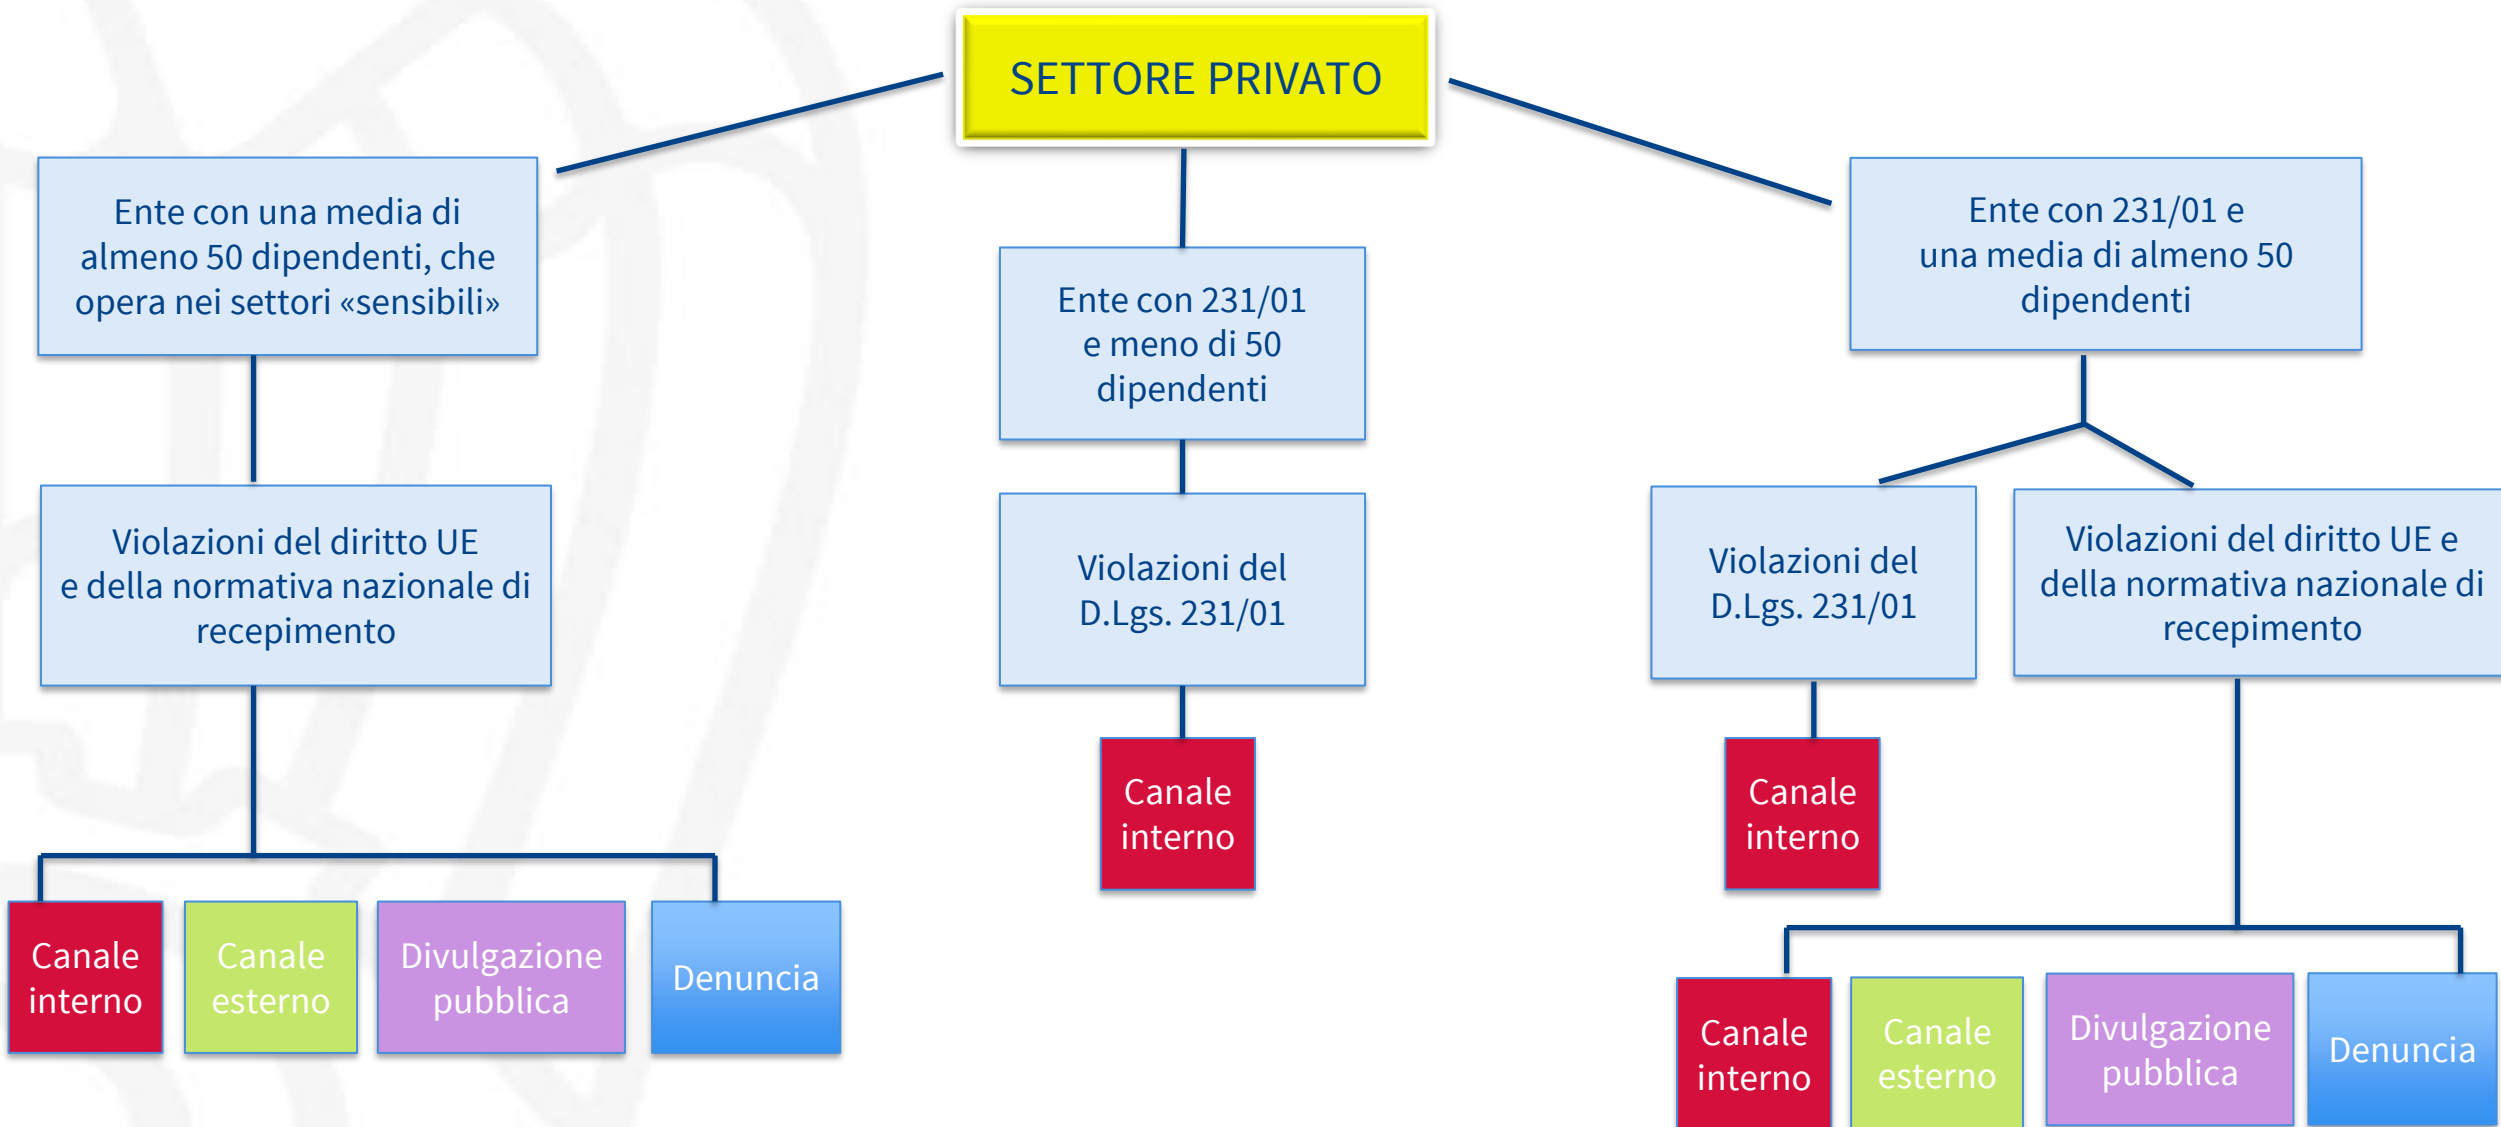 SETTORE PRIVATO
Ente con una media di
almeno 50 dipendenti, che
opera nei settori «sensibili»
Ente con 231/01
e meno di 50
dipendenti
Ente con 231/01 e
una media di almeno 50
dipendenti
Violazioni del diritto UE
e della normativa nazionale di
recepimento
Violazioni del
D.Lgs. 231/01
Violazioni del
D.Lgs. 231/01
Violazioni del diritto UE e
della normativa nazionale di
recepimento
Canale
interno
Canale
interno
Canale
interno
Canale
esterno
Divulgazione
pubblica
Denuncia
Canale
interno
Canale
esterno
Divulgazione
pubblica
Denuncia